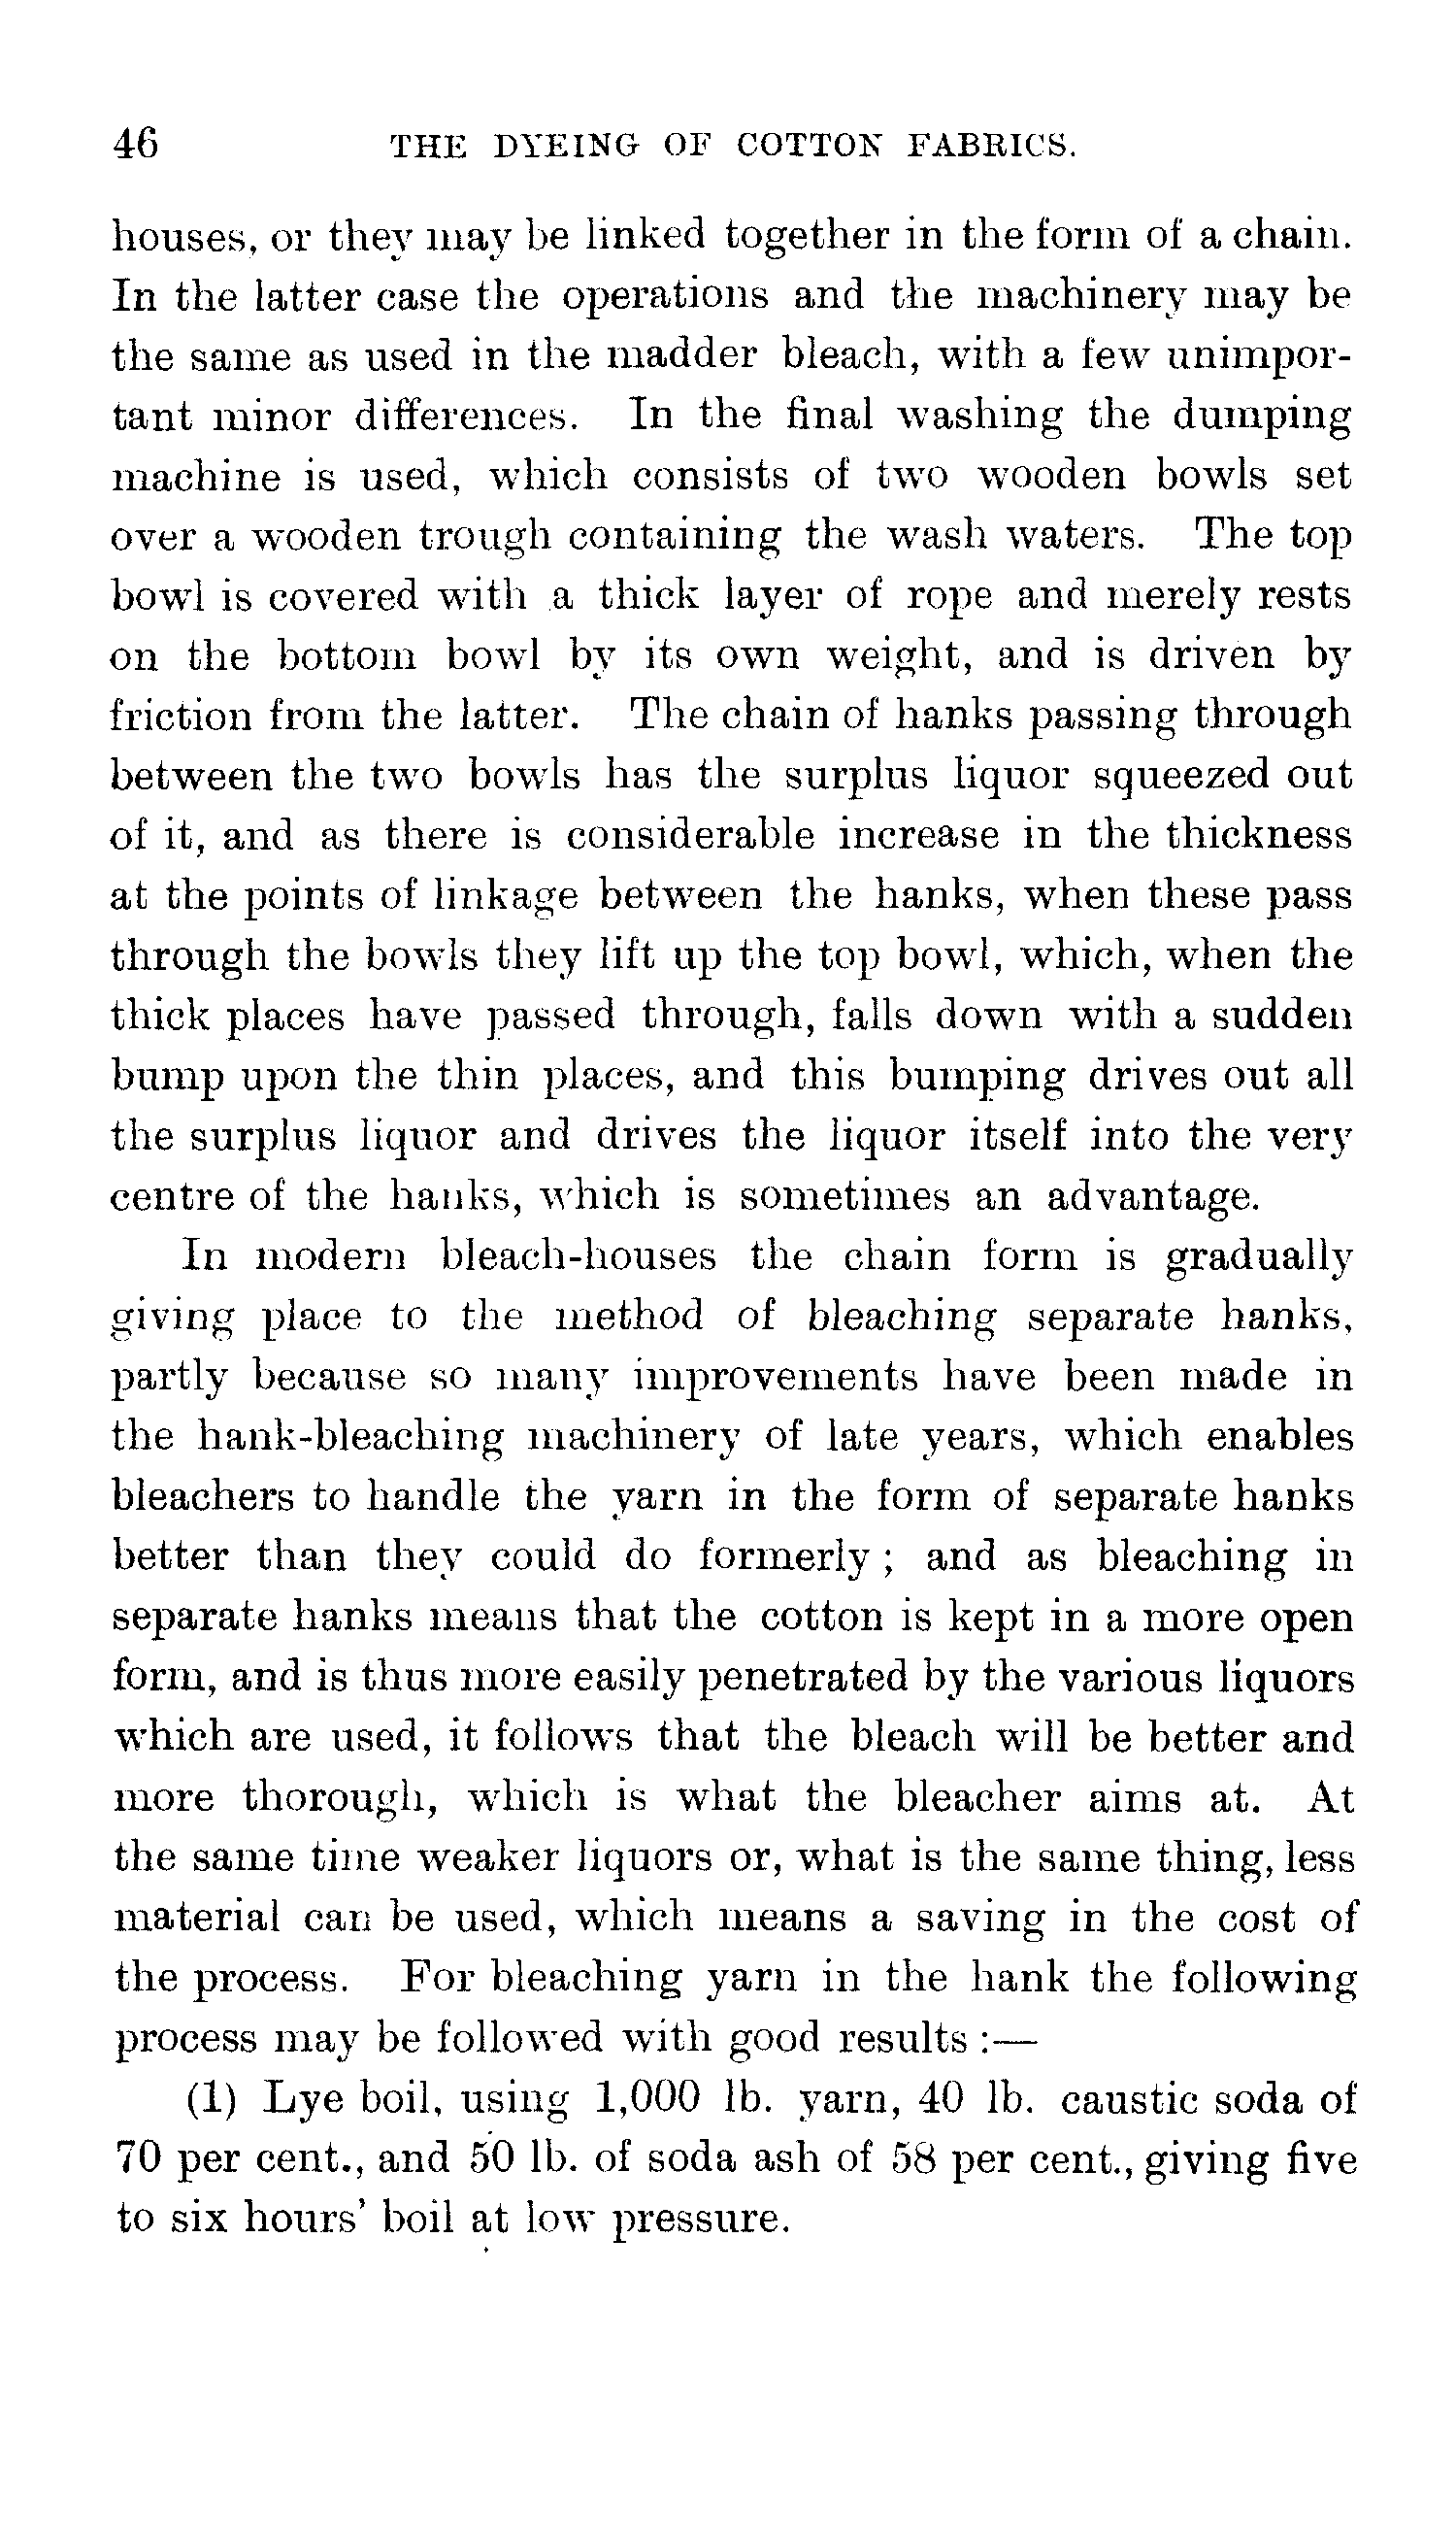 46 THE DYEING OF COTTON FABRICS.
houses, or they may be linked together in the form of a chain.
In the latter case the operations and the machinery may be
the same as used in the madder bleach, with a few unimpor-
tant minor differences. In the final washing the dumping
machine is used, which consists of two wooden bowls set
over a wooden trough containing the wash waters. The top
bowl is covered with a thick layer of rope and merely rests
on the bottom bowl by its own weight, and is driven by
friction from the latter. The chain of hanks passing through
between the two bowls has the surplus liquor squeezed out
of it, and as there is considerable increase in the thickness
at the points of linkage between the hanks, when these pass
through the bowls they lift up the top bowl, which, when the
thick places have passed through, falls down with a sudden
bump upon the thin places, and this bumping drives out all
the surplus liquor and drives the liquor itself into the very
centre of the hanks, which is sometimes an advantage.
In modern bleach-houses the chain form is gradually
giving place to the method of bleaching separate hanks,
partly because so many improvements have been made in
the hank-bleaching machinery of late years, which enables
bleachers to handle the yarn in the form of separate hanks
better than they could do formerly; and as bleaching in
separate hanks means that the cotton is kept in a more open
form, and is thus more easily penetrated by the various liquors
which are used, it follows that the bleach will be better and
more thorough, which is what the bleacher aims at. At
the same time weaker liquors or, what is the same thing, less
material can be used, which means a saving in the cost of
the process. For bleaching yarn in the hank the following
process may be followed with good results :—
(1) Lye boil, using 1,000 lb. yarn, 40 lb. caustic soda of
70 per cent., and 50 lb. of soda ash of 58 per cent., giving five
to six hours' boil at low pressure.